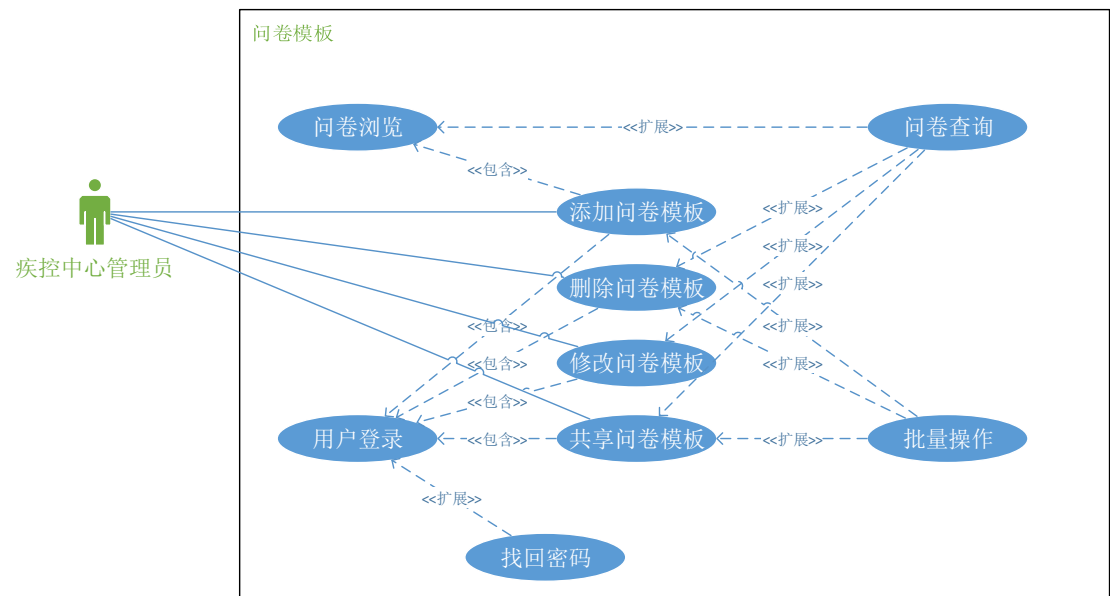 问卷模板
问卷浏览
<<扩展>>
问卷查询
<<包含>>
添加问卷模板
<<扩展>>
疾控中心管理员
<<扩展>>
删除问卷模板
<<扩展>>
<<包含>>
<<扩展>>
<<包含>>
修改问卷模板
<<扩展>>
<<包含>>
用户登录
<<包含>>
共享问卷模板
<<扩展>>
批量操作
<<扩展>>
找回密码